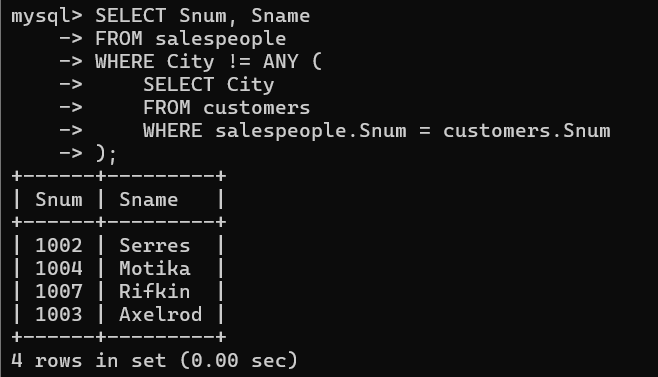 mysql> SELECT Snum, Sname
    -> FROM salespeople
    -> WHERE City != ANY (
    ->     SELECT City
    ->     FROM customers
    ->     WHERE salespeople.Snum = customers.Snum
    -> );
+------+---------+
| Snum | Sname   |
+------+---------+
| 1002 | Serres  |
| 1004 | Motika  |
| 1007 | Rifkin  |
| 1003 | Axelrod |
+------+---------+
4 rows in set (0.00 sec)